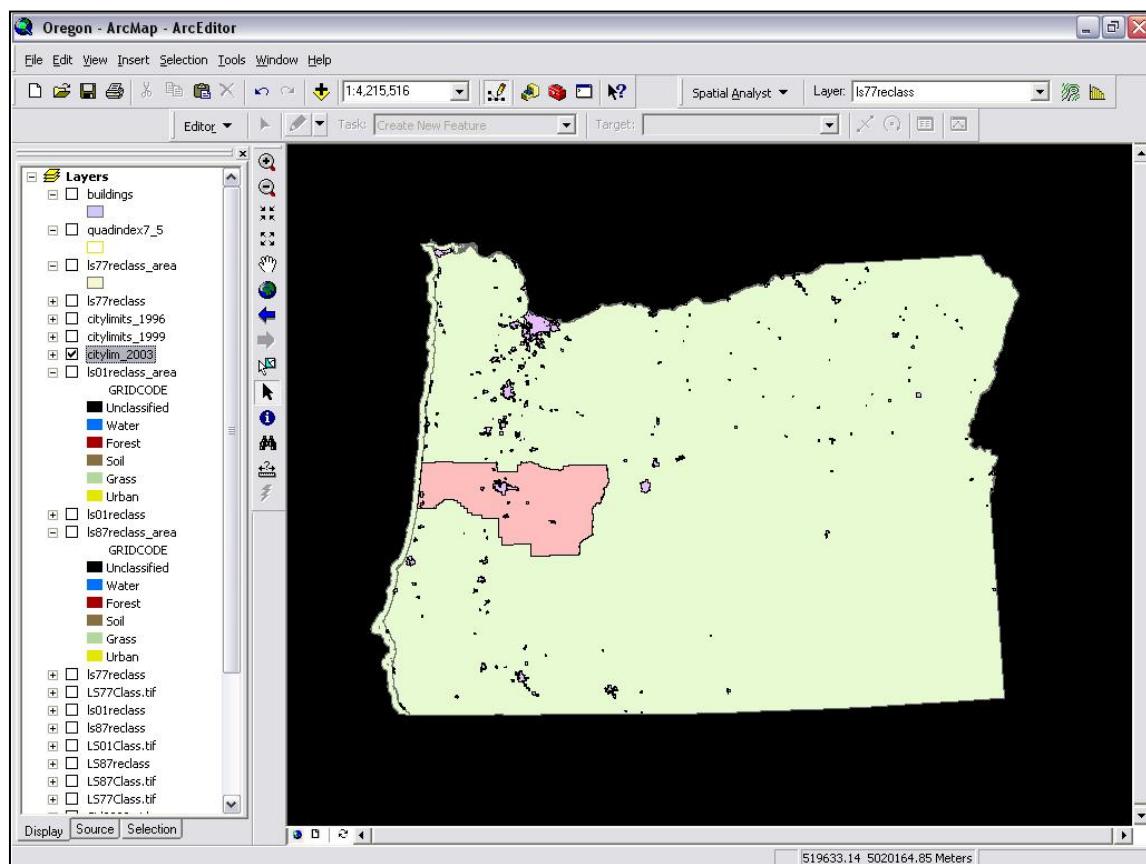 Oregon - ArcMap - ArcEditor
File Edit View Insert Selection Tools Window Help
1:4,215,516 Spatial Analyst Layer: ls77reclass
Editor Task: Create New Feature Target:
Layers
buildings
quadindex7_5
ls77reclass_area
ls77reclass
citylimits_1996
citylimits_1999
citylim_2003
ls01reclass_area
GRIDCODE
Unclassified
Water
Forest
Soil
Grass
Urban
ls01reclass
ls87reclass_area
GRIDCODE
Unclassified
Water
Forest
Soil
Grass
Urban
ls77reclass
LS77Class.tif
ls01reclass
ls87reclass
LS01Class.tif
LS87reclass
LS87Class.tif
LS77Class.tif
Display Source Selection
519633.14 5020164.85 Meters